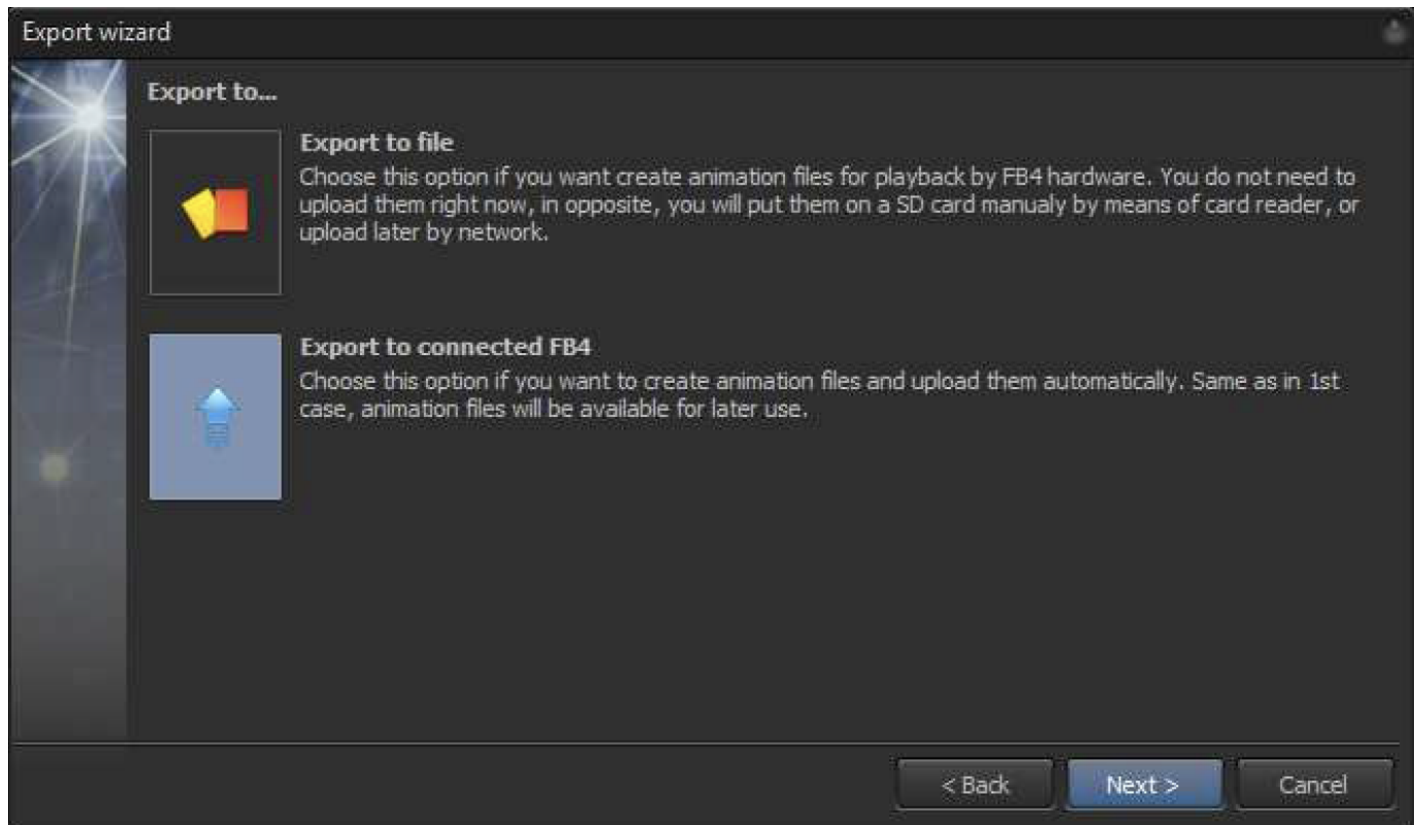 Export wizard
Export to...
Export to file
Choose this option if you want create animation files for playback by FB4 hardware. You do not need to
upload them right now, in opposite, you will put them on a SD card manualy by means of card reader, or
upload later by network.
Export to connected FB4
Choose this option if you want to create animation files and upload them automatically. Same as in 1st
case, animation files will be available for later use.
< Back
Next >
Cancel